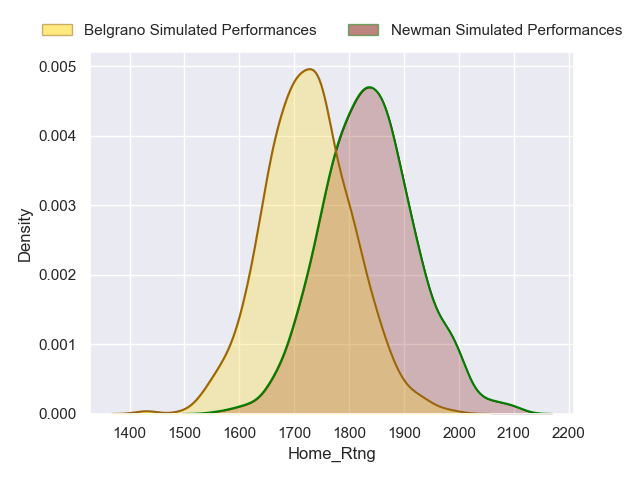 Belgrano Simulated Performances
Newman Simulated Performances
0.005
0.004
0.003
0.002
0.001
0.000
Density
1400 1500 1600 1700 1800 1900 2000 2100 2200
Home_Rtng